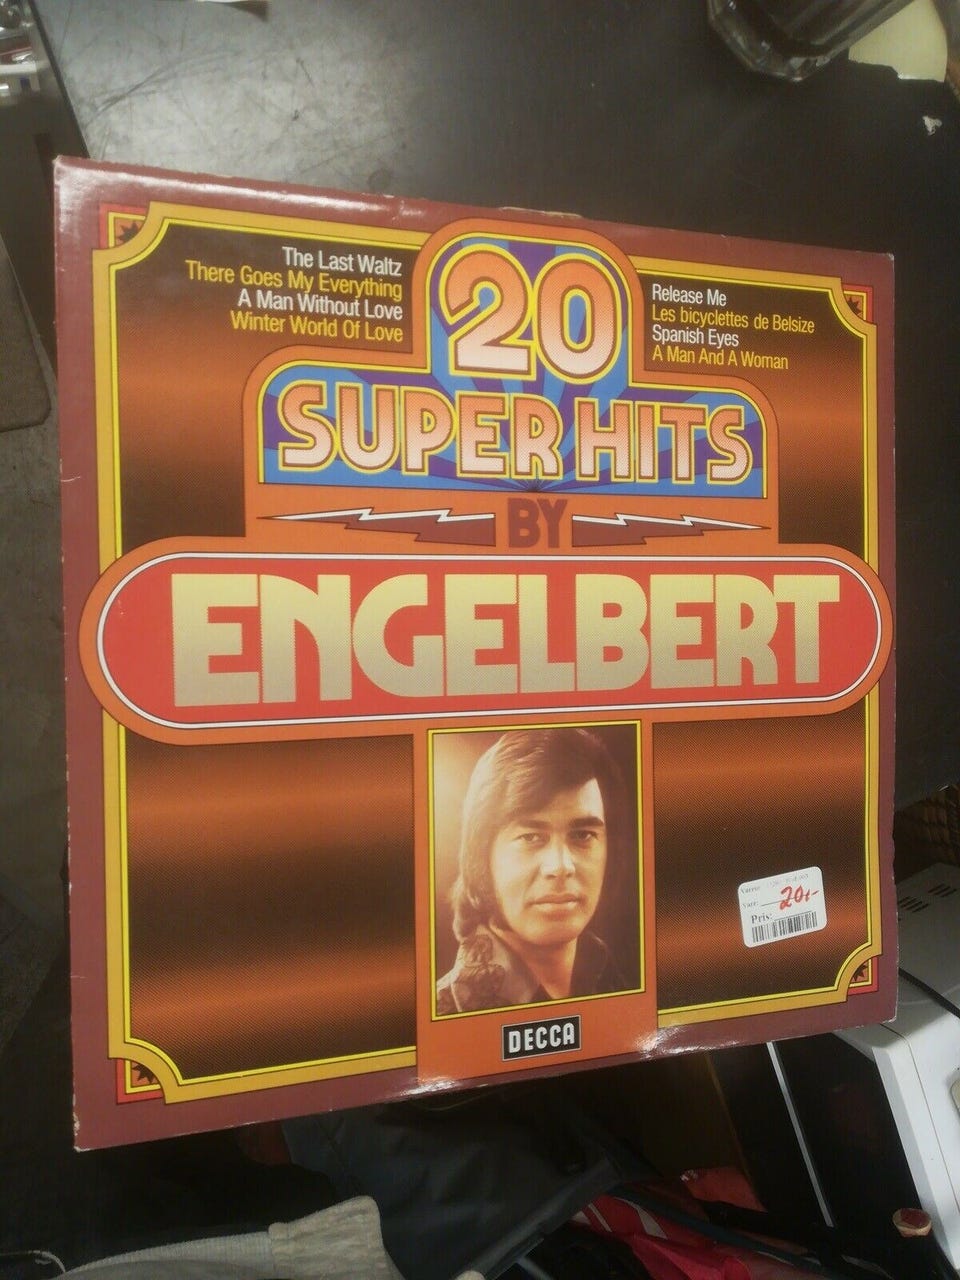 The Last Waltz
There Goes My Everything
A Man Without Love
Winter World Of Love
Release Me
Les bicyclettes de Belsize
Spanish Eyes
A Man And A Woman
20
SUPER HITS
BY
ENGELBERT
Vare:
20,-
Pris:
DECCA